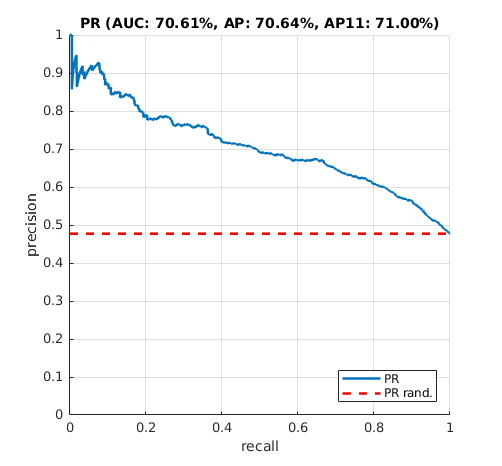 PR (AUC: 70.61%, AP: 70.64%, AP11: 71.00%)
1
0.9
0.8
0.7
0.6
0.5
0.4
0.3
0.2
0.1
0
precision
0 0.2 0.4 0.6 0.8 1
recall
PR
PR rand.